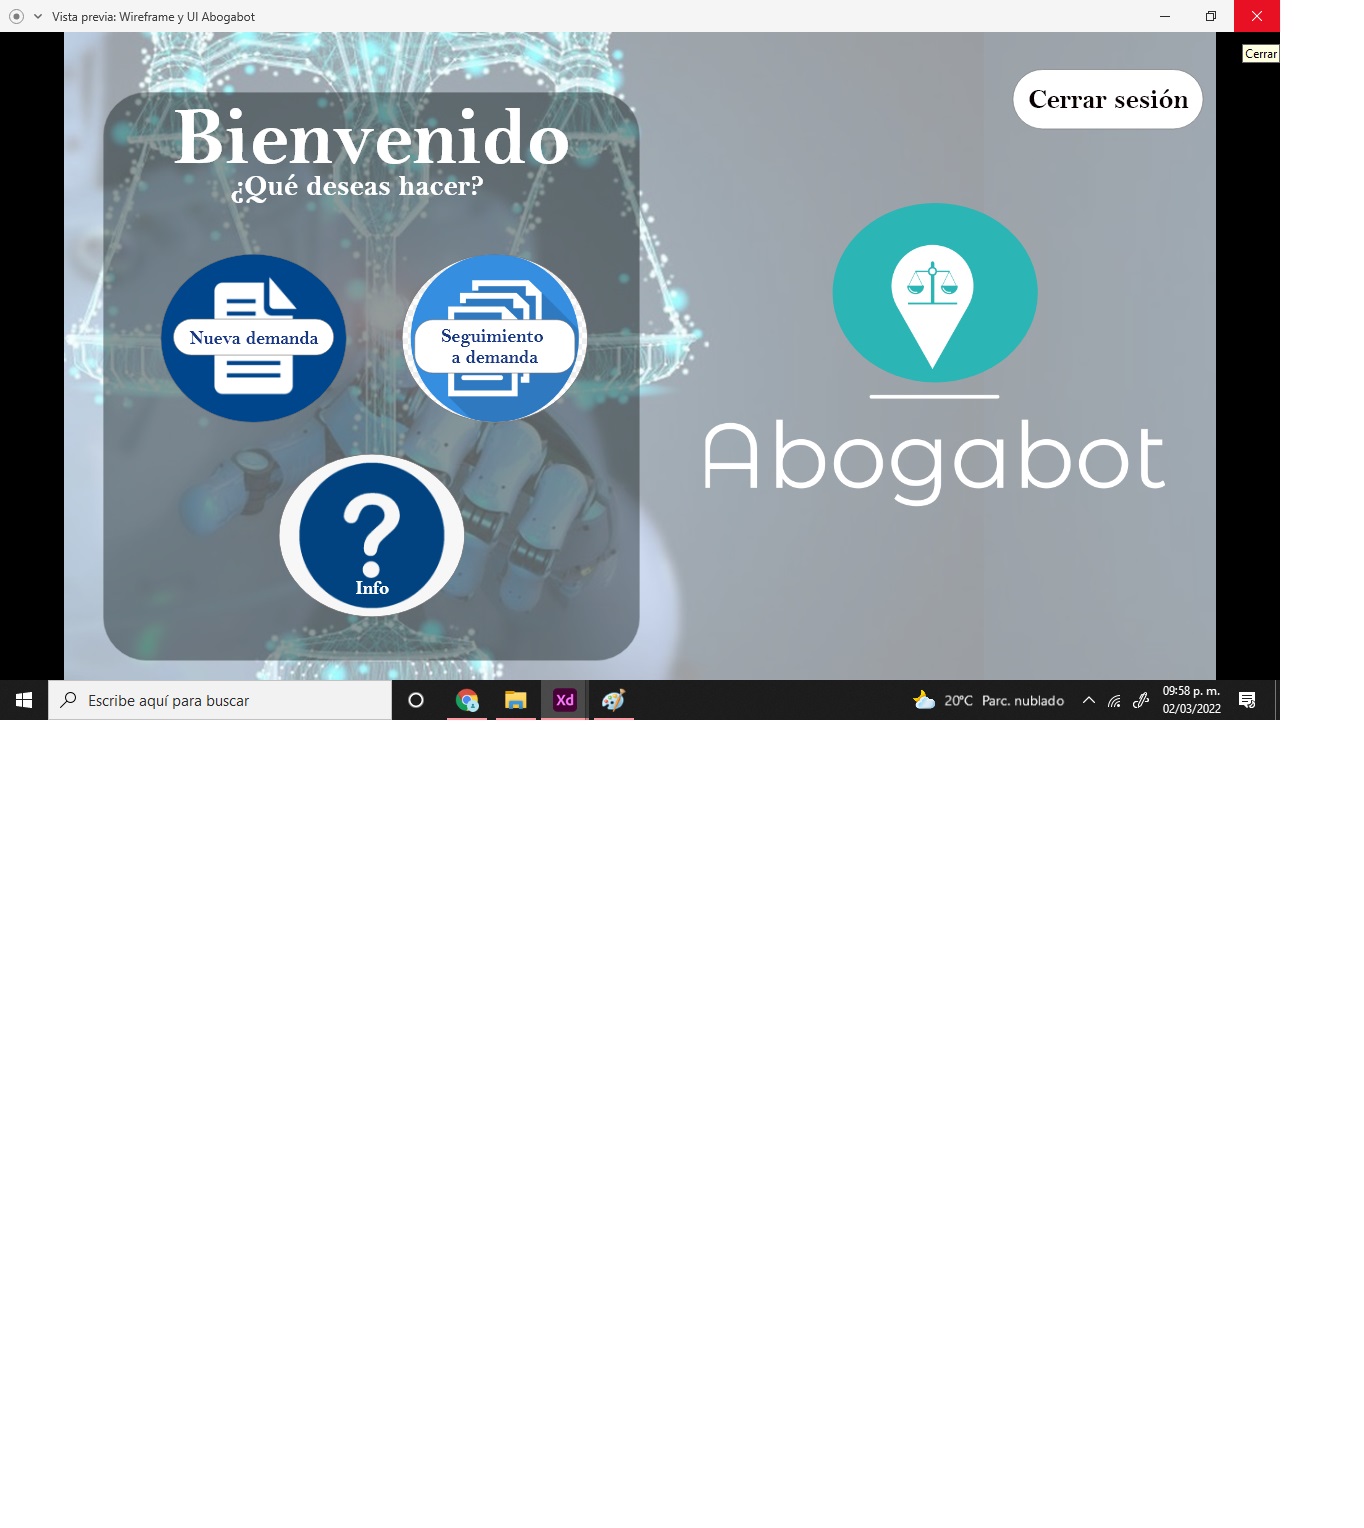 Vista previa: Wireframe y UI Abogabot
Cerrar
Cerrar sesión
Bienvenido
¿Qué deseas hacer?
Nueva demanda
Seguimiento
a demanda
?
Info
Abogabot
Escribe aquí para buscar
Xd
20°C Parc. nublado
09:58 p. m.
02/03/2022